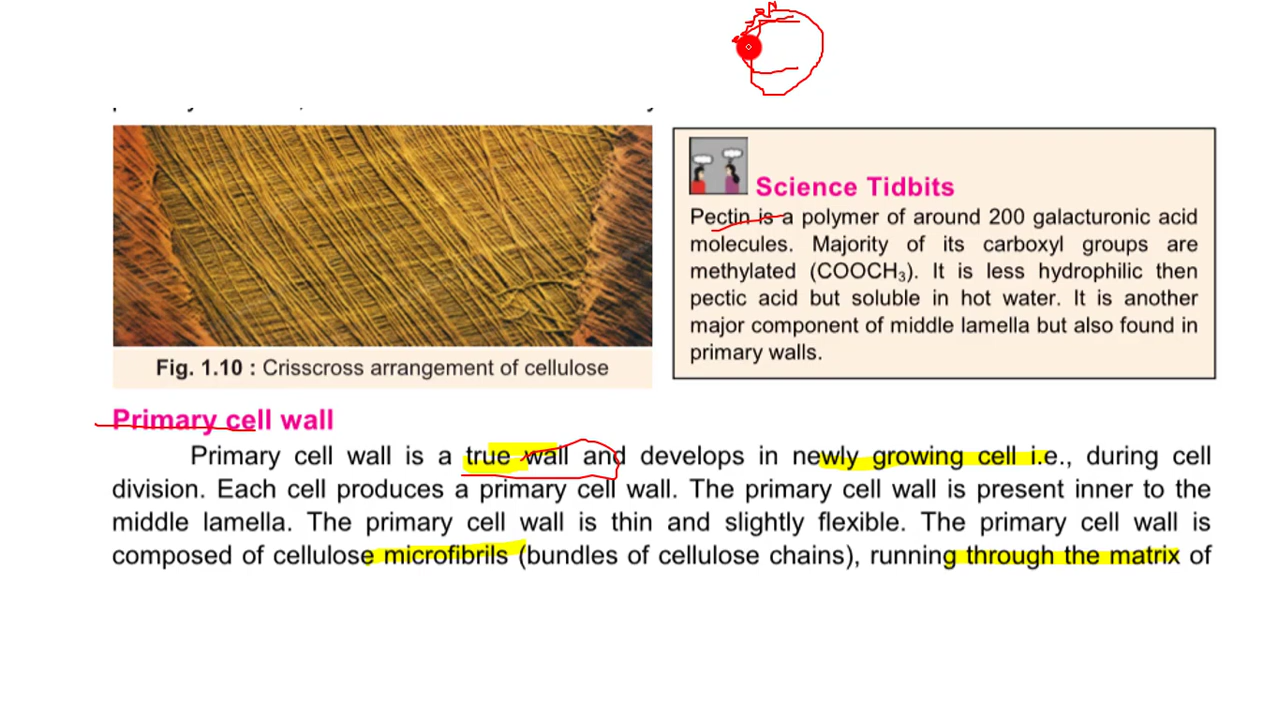 Science Tidbits
Pectin is a polymer of around 200 galacturonic acid
molecules. Majority of its carboxyl groups are
methylated (COOCH₃). It is less hydrophilic then
pectic acid but soluble in hot water. It is another
major component of middle lamella but also found in
primary walls.
Fig. 1.10 : Crisscross arrangement of cellulose
Primary cell wall
Primary cell wall is a true wall and develops in newly growing cell i.e., during cell
division. Each cell produces a primary cell wall. The primary cell wall is present inner to the
middle lamella. The primary cell wall is thin and slightly flexible. The primary cell wall is
composed of cellulose microfibrils (bundles of cellulose chains), running through the matrix of